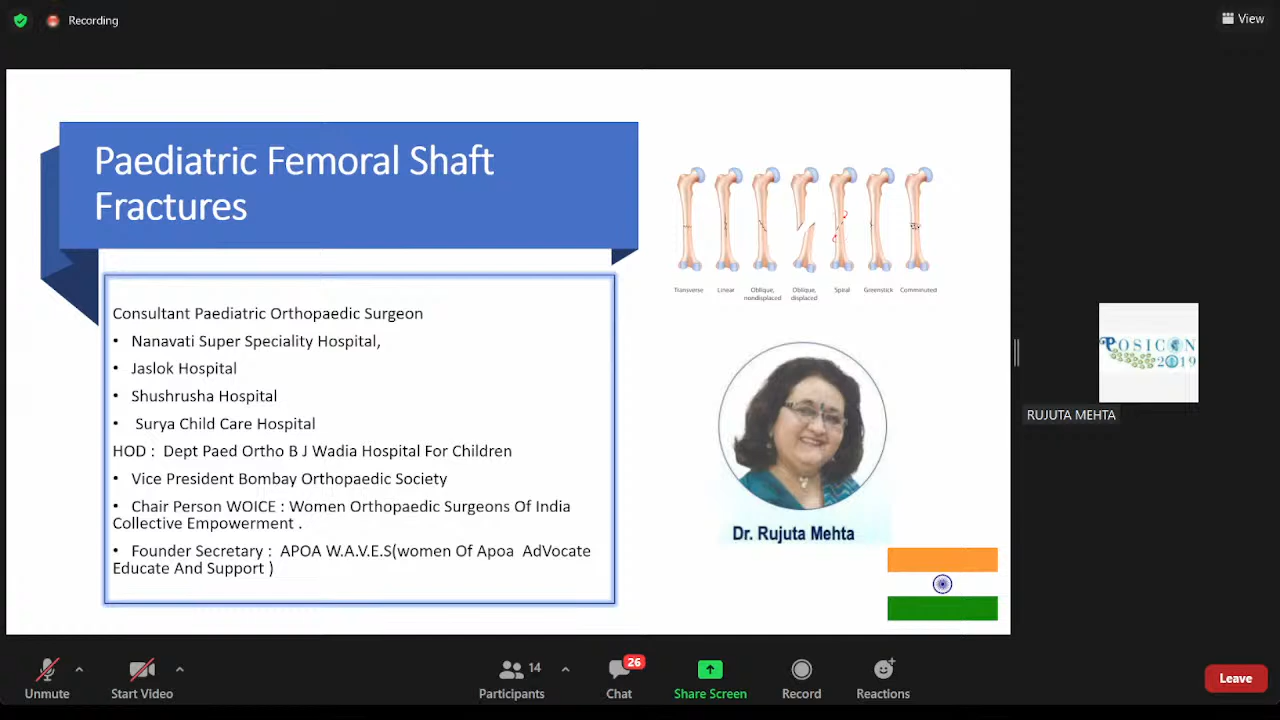 Recording
View
Paediatric Femoral Shaft
Fractures
Consultant Paediatric Orthopaedic Surgeon
• Nanavati Super Speciality Hospital,
• Jaslok Hospital
• Shushrusha Hospital
• Surya Child Care Hospital
HOD : Dept Paed Ortho B J Wadia Hospital For Children
• Vice President Bombay Orthopaedic Society
• Chair Person WOICE : Women Orthopaedic Surgeons Of India
Collective Empowerment .
• Founder Secretary : APOA W.A.V.E.S(women Of Apoa AdVocate
Educate And Support )
Transverse Linear Oblique, Oblique, Spiral Greenstick Comminuted
nondisplaced displaced
Dr. Rujuta Mehta
POSICON
2019
RUJUTA MEHTA
Unmute
Start Video
14
Participants
26
Chat
Share Screen
Record
Reactions
Leave